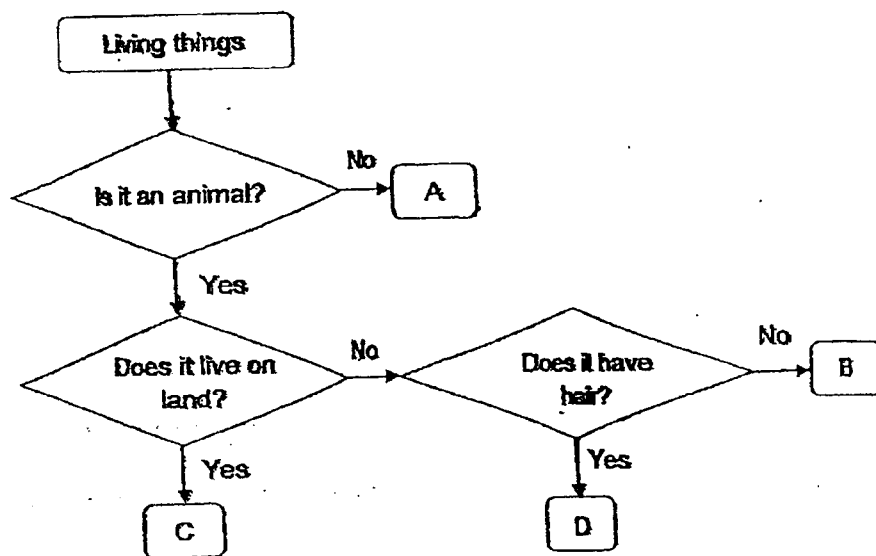 Living things
Is it an animal?
No
A
Yes
Does it live on
land?
No
Does it have
hair?
No
B
Yes
C
Yes
D